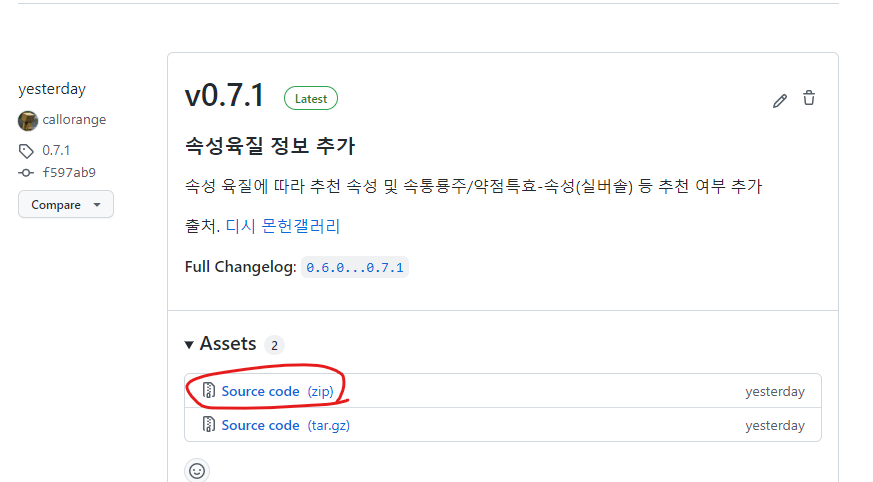 yesterday
callorange
0.7.1
f597ab9
Compare
v0.7.1 Latest
속성육질 정보 추가
속성 육질에 따라 추천 속성 및 속통룡주/약점특효-속성(실버솔) 등 추천 여부 추가
출처. 디시 몬헌갤러리
Full Changelog: 0.6.0...0.7.1
Assets 2
Source code (zip) yesterday
Source code (tar.gz) yesterday